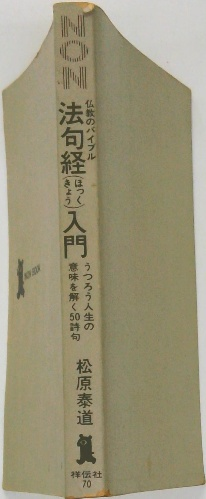 NON
仏教のバイブル
法句経(ほっくきょう)入門
うつろう人生の
意味を解く50詩句
松原泰道
祥伝社
70
NON BOOK